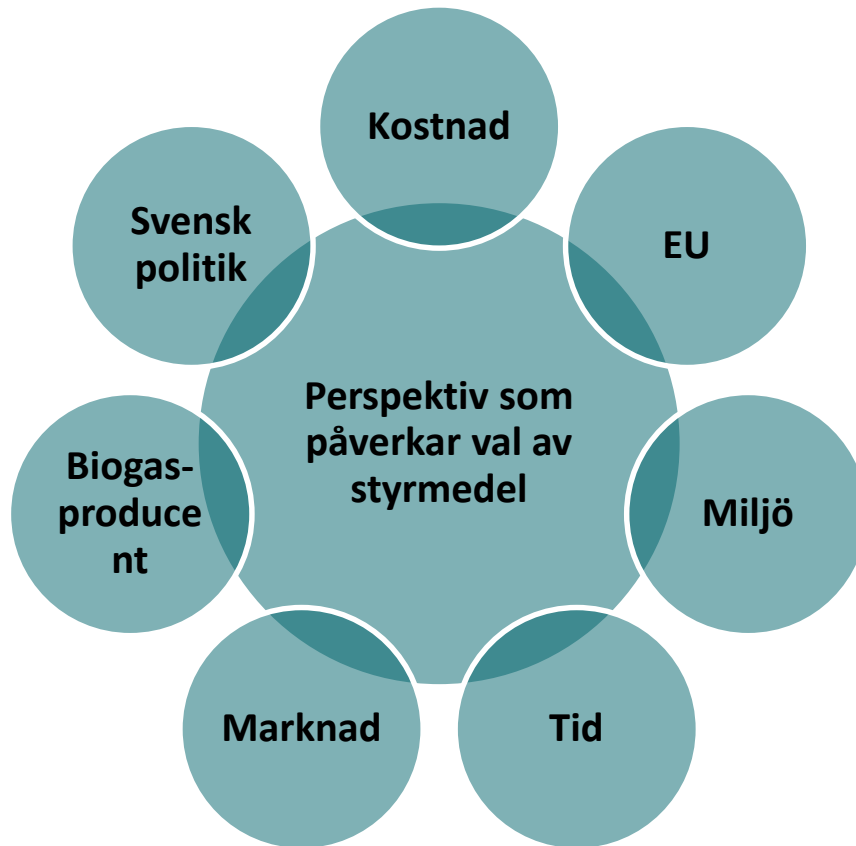 Kostnad
EU
Miljö
Tid
Marknad
Biogas-
produce
nt
Svensk
politik
Perspektiv som
påverkar val av
styrmedel